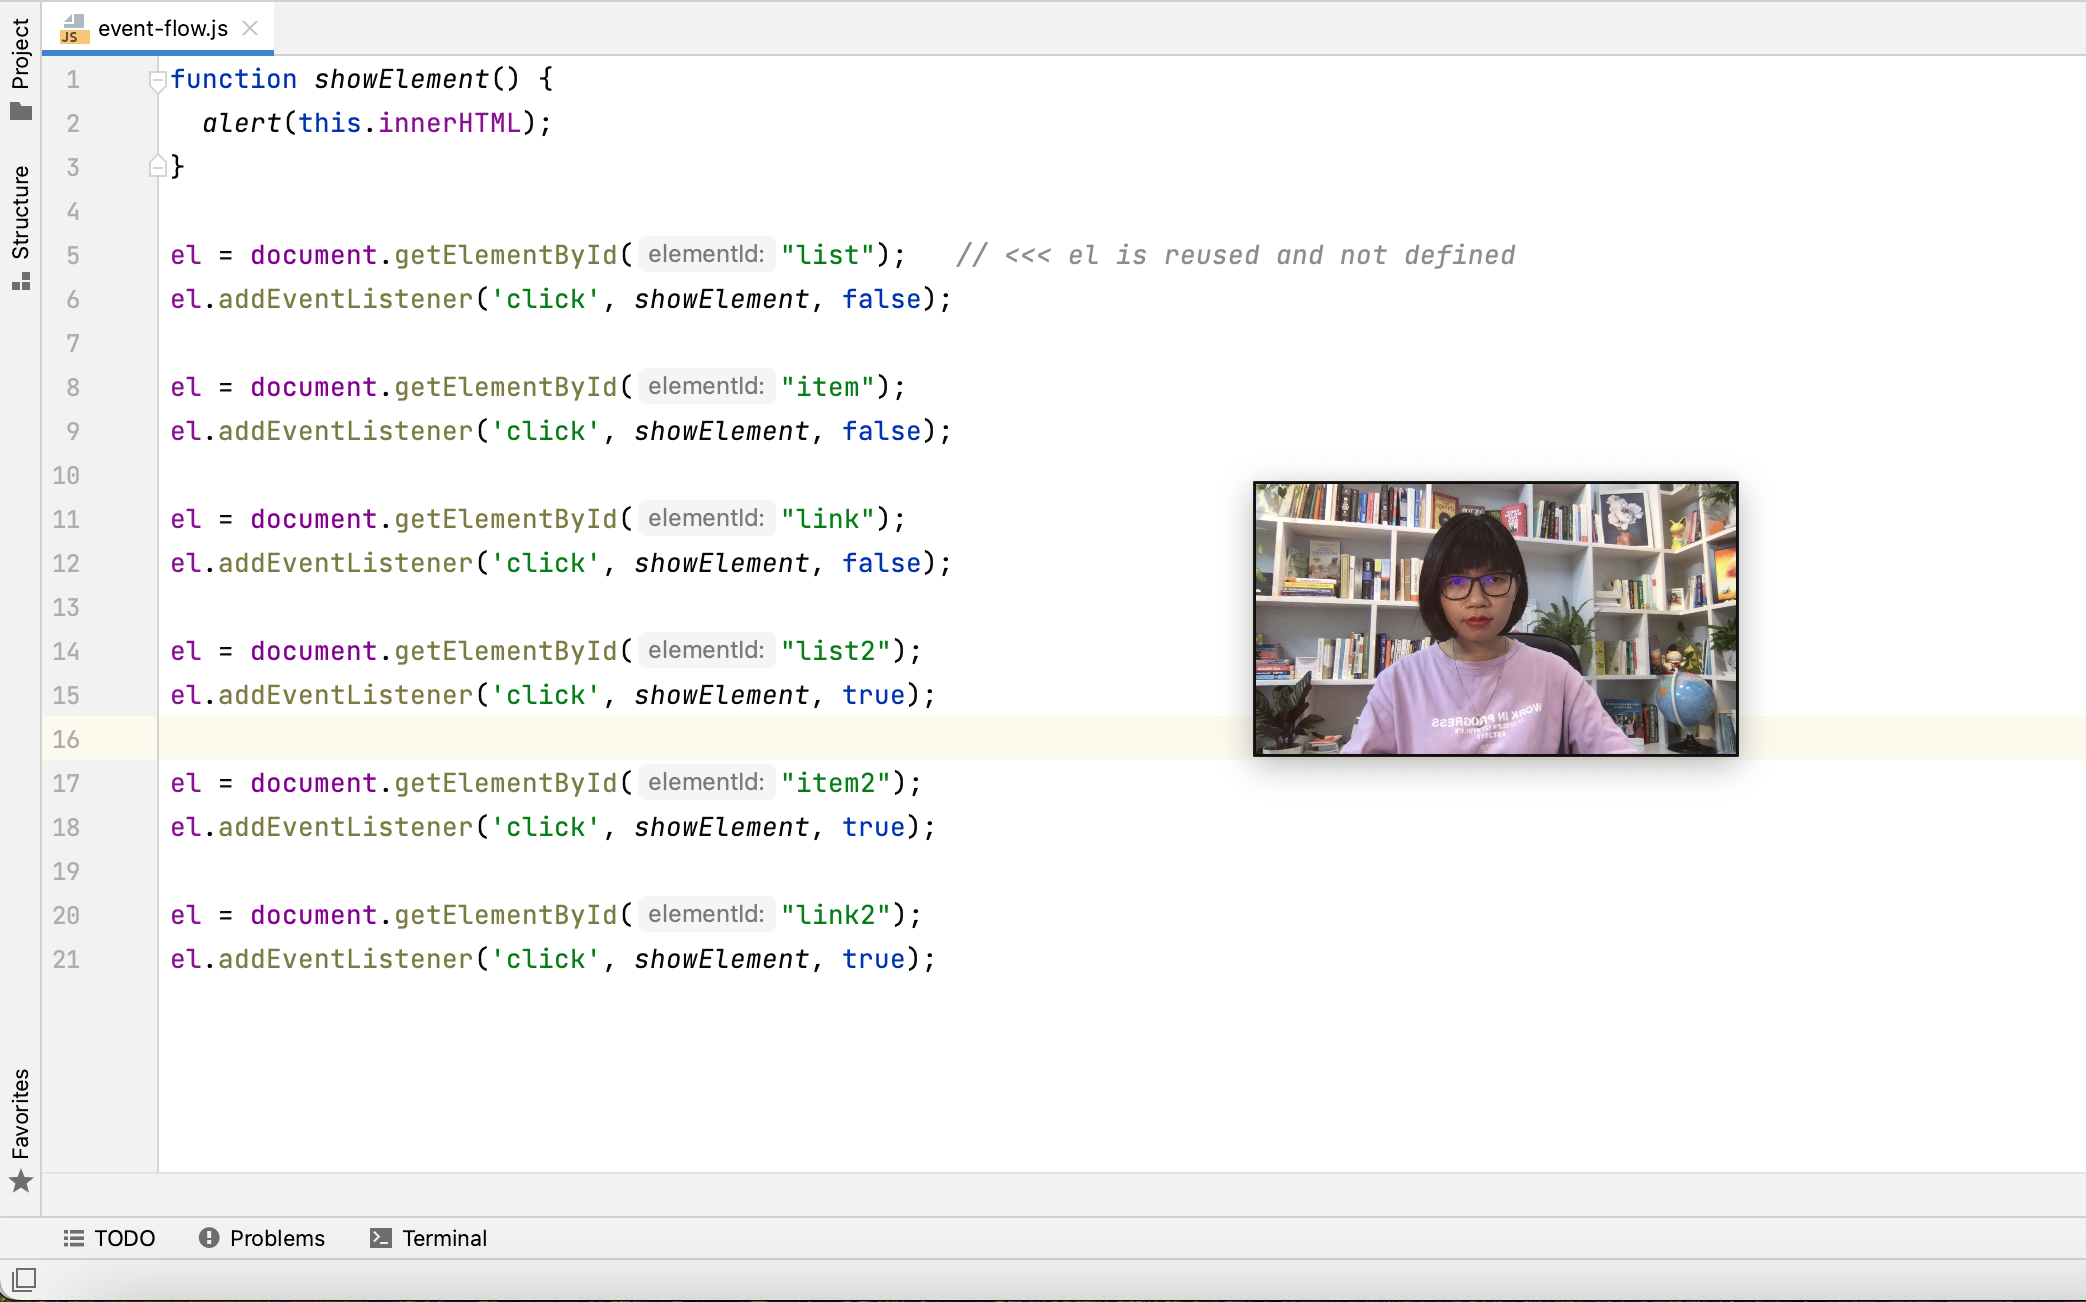 Project
Structure
Favorites
event-flow.js
JS
1 function showElement() {
2 alert(this.innerHTML);
3 }
4
5 el = document.getElementById( elementId: "list"); // <<< el is reused and not defined
6 el.addEventListener('click', showElement, false);
7
8 el = document.getElementById( elementId: "item");
9 el.addEventListener('click', showElement, false);
10
11 el = document.getElementById( elementId: "link");
12 el.addEventListener('click', showElement, false);
13
14 el = document.getElementById( elementId: "list2");
15 el.addEventListener('click', showElement, true);
16
17 el = document.getElementById( elementId: "item2");
18 el.addEventListener('click', showElement, true);
19
20 el = document.getElementById( elementId: "link2");
21 el.addEventListener('click', showElement, true);
WORK IN PROGRESS
EST.2017
TODO Problems Terminal